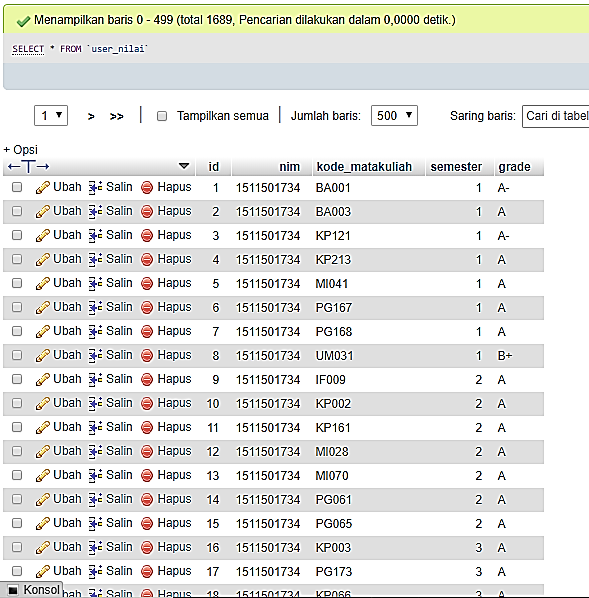 Menampilkan baris 0 - 499 (total 1689, Pencarian dilakukan dalam 0,0000 detik.)
SELECT * FROM `user_nilai`
1 > >> | Tampilkan semua | Jumlah baris: 500 Saring baris: Cari di tabel
+ Opsi
←T→ id nim kode_matakuliah semester grade
Ubah Salin Hapus 1 1511501734 BA001 1 A-
Ubah Salin Hapus 2 1511501734 BA003 1 A
Ubah Salin Hapus 3 1511501734 KP121 1 A-
Ubah Salin Hapus 4 1511501734 KP213 1 A
Ubah Salin Hapus 5 1511501734 MI041 1 A
Ubah Salin Hapus 6 1511501734 PG167 1 A
Ubah Salin Hapus 7 1511501734 PG168 1 A
Ubah Salin Hapus 8 1511501734 UM031 1 B+
Ubah Salin Hapus 9 1511501734 IF009 2 A
Ubah Salin Hapus 10 1511501734 KP002 2 A
Ubah Salin Hapus 11 1511501734 KP161 2 A
Ubah Salin Hapus 12 1511501734 MI028 2 A
Ubah Salin Hapus 13 1511501734 MI070 2 A
Ubah Salin Hapus 14 1511501734 PG061 2 A
Ubah Salin Hapus 15 1511501734 PG065 2 A
Ubah Salin Hapus 16 1511501734 KP003 3 A
Ubah Salin Hapus 17 1511501734 PG173 3 A
Konsol Salin Hapus 18 1511501734 KP066 3 A